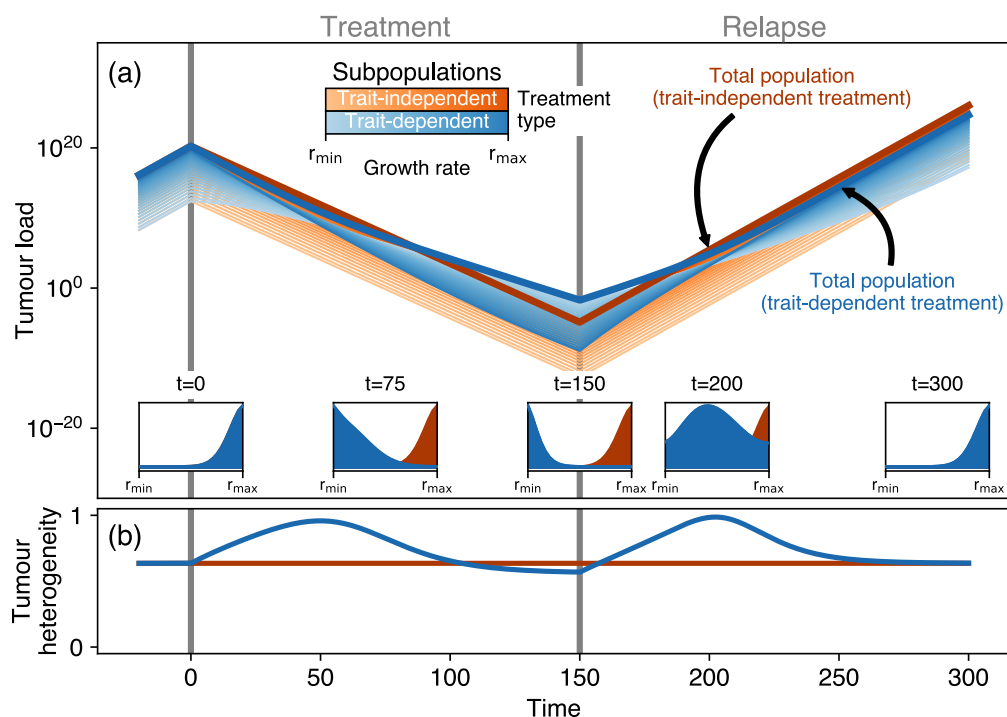 Treatment
Relapse
(a)
Subpopulations
Trait-independent
Trait-dependent
Treatment
type
r_min
r_max
Growth rate
Total population
(trait-independent treatment)
Total population
(trait-dependent treatment)
Tumour load
10^20
10^0
10^−20
t=0
t=75
t=150
t=200
t=300
r_min
r_max
r_min
r_max
r_min
r_max
r_min
r_max
r_min
r_max
(b)
Tumour
heterogeneity
1
0
0
50
100
150
200
250
300
Time